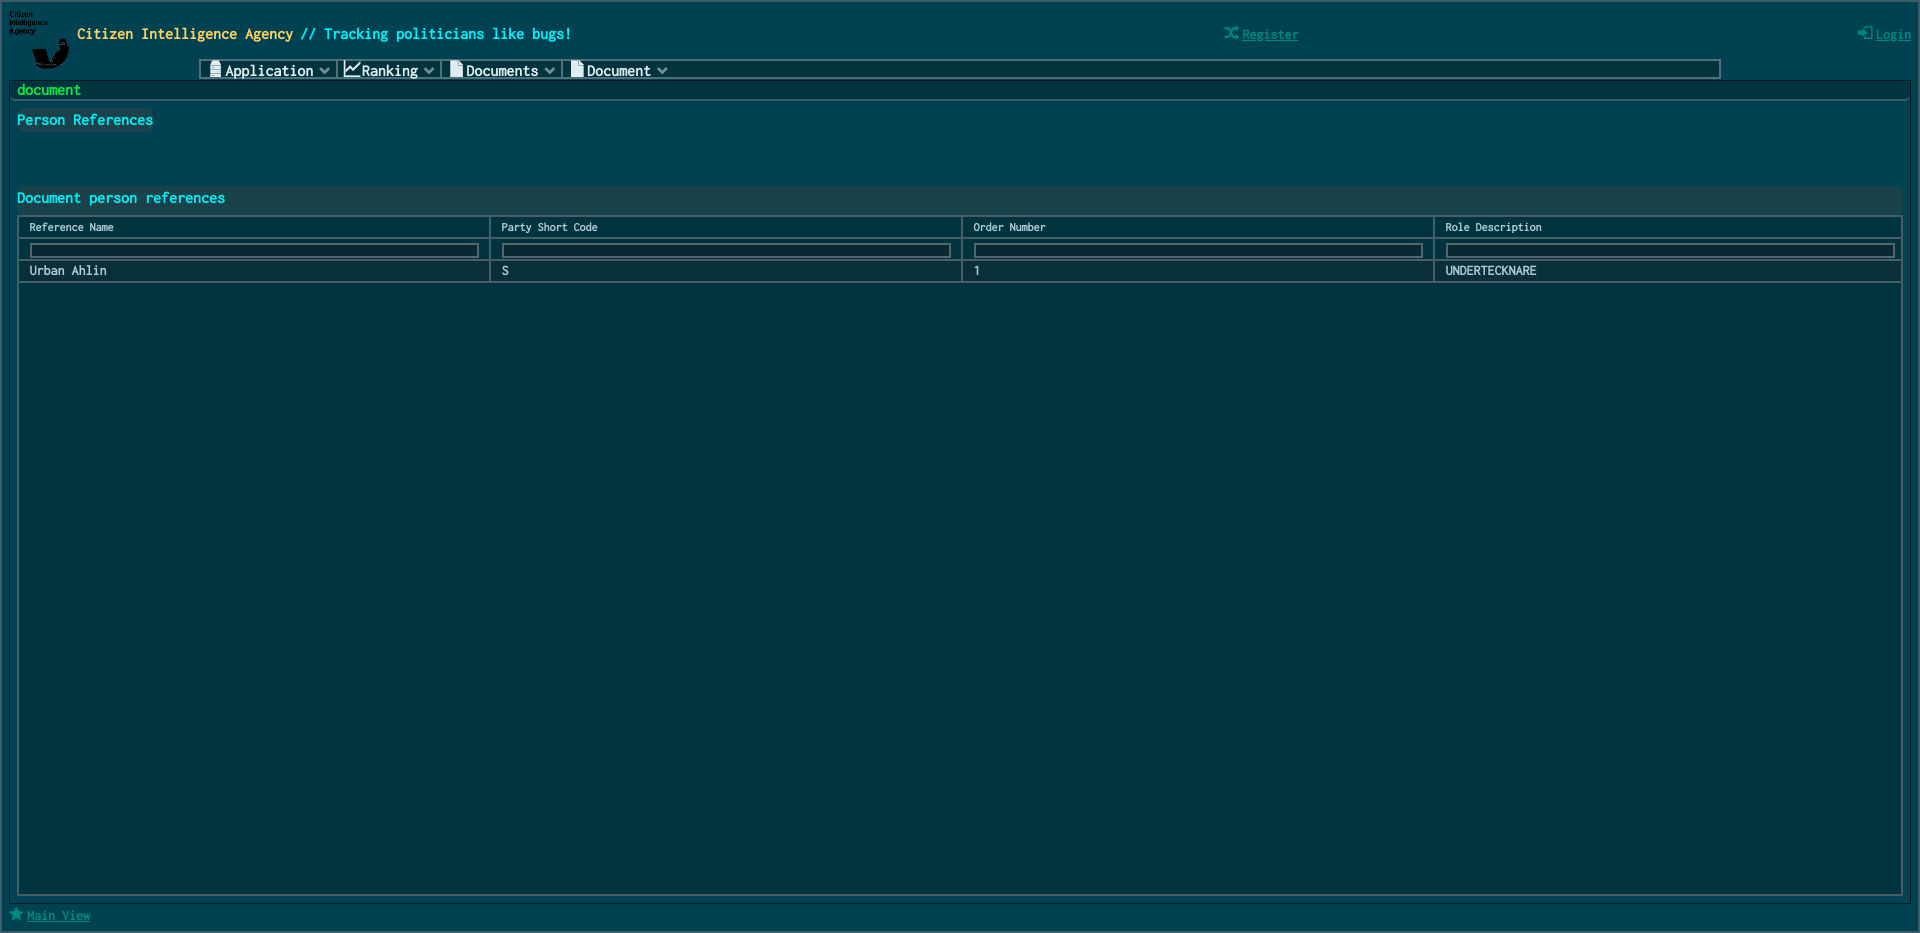 Citizen
Intelligence
Agency
Citizen Intelligence Agency // Tracking politicians like bugs!
Register
Login
Application
Ranking
Documents
Document
document
Person References
Document person references
Reference Name
Party Short Code
Order Number
Role Description
Urban Ahlin
S
1
UNDERTECKNARE
Main View